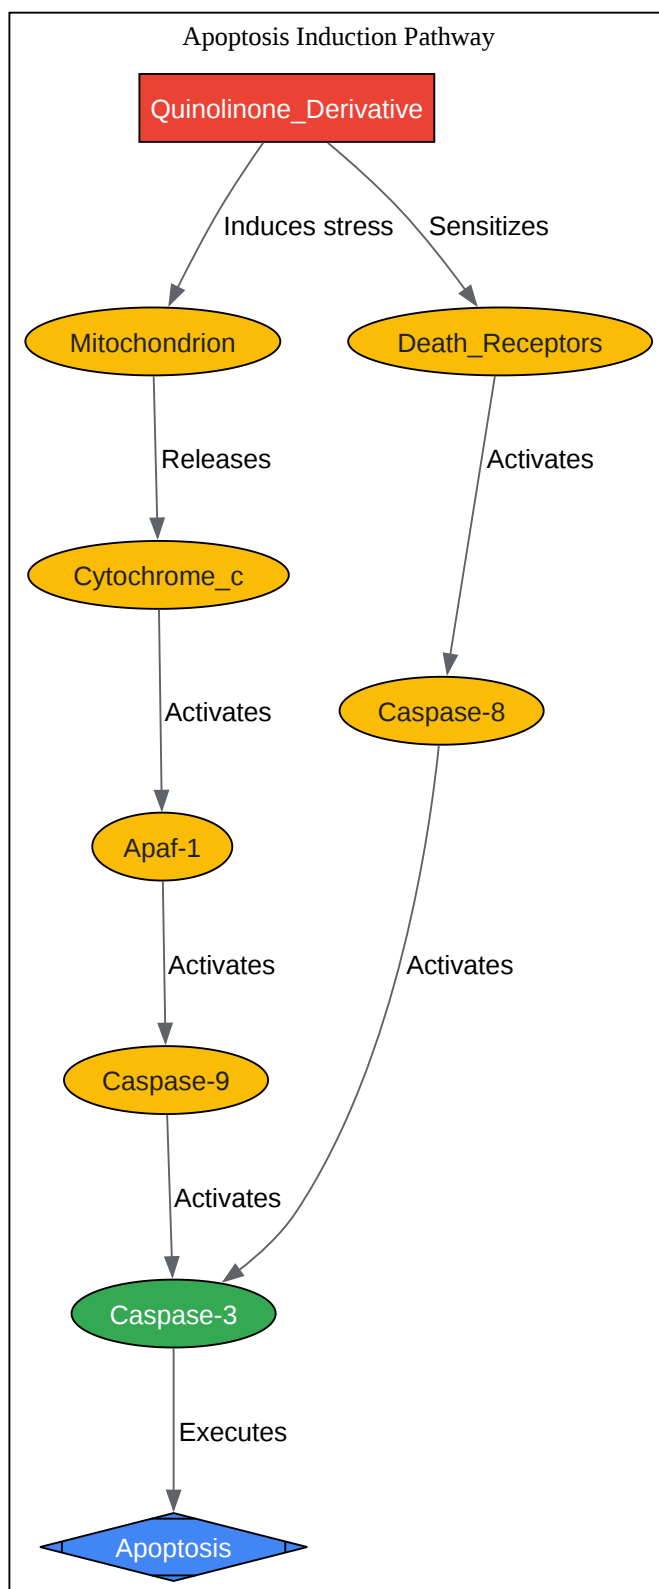 Apoptosis Induction Pathway
Quinolinone_Derivative
Induces stress
Sensitizes
Mitochondrion
Death_Receptors
Releases
Activates
Cytochrome_c
Activates
Caspase-8
Apaf-1
Activates
Activates
Caspase-9
Activates
Caspase-3
Executes
Apoptosis